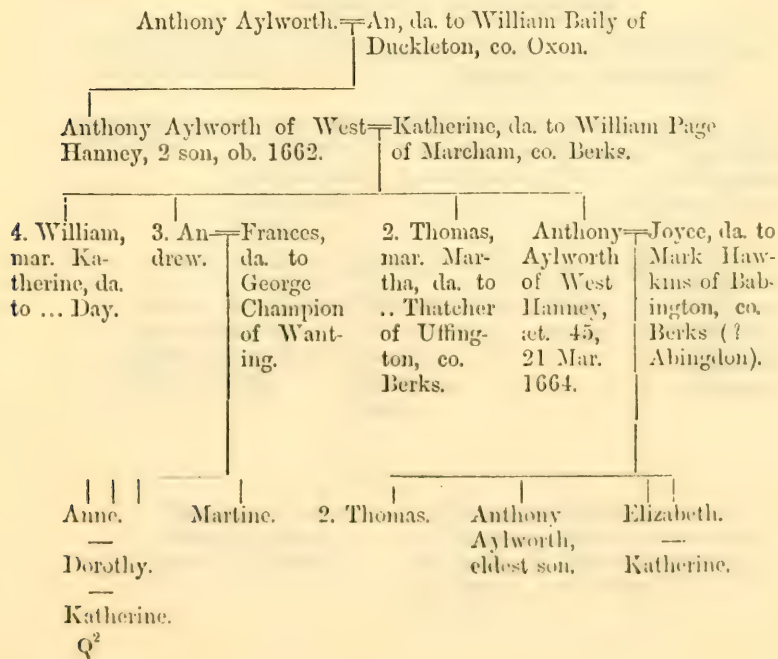 Anthony Aylworth.
An, da. to William Baily of
Duckleton, co. Oxon.
Anthony Aylworth of West
Hanney, 2 son, ob. 1662.
Katherine, da. to William Page
of Marcham, co. Berks.
4. William,
mar. Ka-
therine, da.
to ... Day.
3. An-
drew.
Frances,
da. to
George
Champion
of Want-
ing.
2. Thomas,
mar. Mar-
tha, da. to
.. Thatcher
of Uffing-
ton, co.
Berks.
Anthony
Aylworth
of West
Hanney,
æt. 45,
21 Mar.
1664.
Joyce, da. to
Mark Haw-
kins of Bab-
ington, co.
Berks (?
Abingdon).
Anne.
—
Dorothy.
—
Katherine.
Martine.
2. Thomas.
Anthony
Aylworth,
eldest son.
Elizabeth.
—
Katherine.
Q²